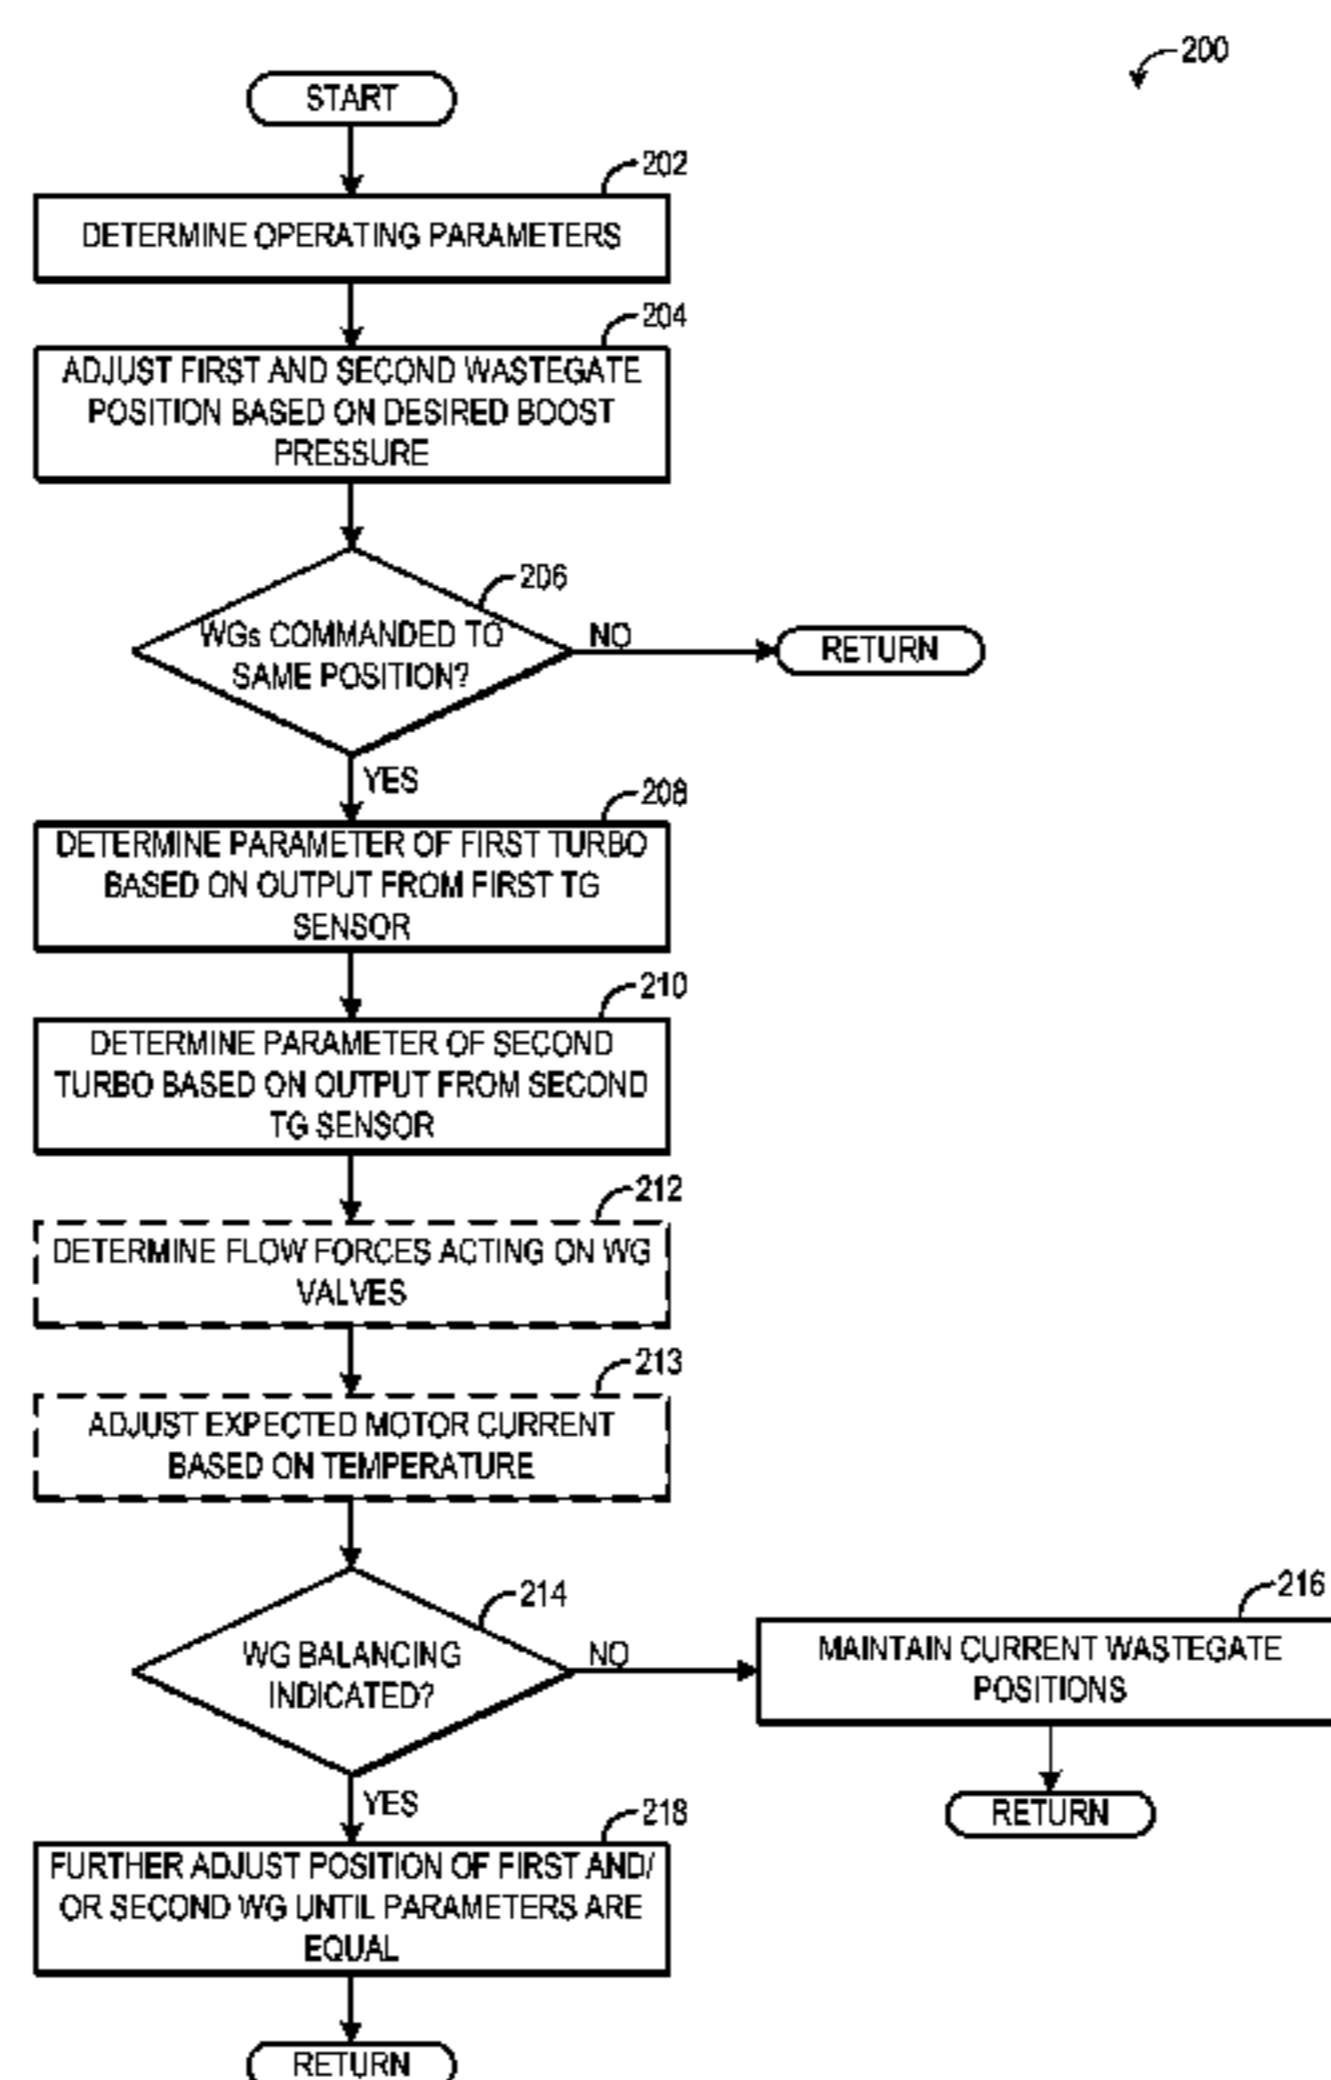 200
START
202
DETERMINE OPERATING PARAMETERS
204
ADJUST FIRST AND SECOND WASTEGATE
POSITION BASED ON DESIRED BOOST
PRESSURE
206
WGs COMMANDED TO
SAME POSITION?
NO
RETURN
YES
208
DETERMINE PARAMETER OF FIRST TURBO
BASED ON OUTPUT FROM FIRST TG
SENSOR
210
DETERMINE PARAMETER OF SECOND
TURBO BASED ON OUTPUT FROM SECOND
TG SENSOR
212
DETERMINE FLOW FORCES ACTING ON WG
VALVES
213
ADJUST EXPECTED MOTOR CURRENT
BASED ON TEMPERATURE
214
WG BALANCING
INDICATED?
NO
216
MAINTAIN CURRENT WASTEGATE
POSITIONS
RETURN
YES
218
FURTHER ADJUST POSITION OF FIRST AND/
OR SECOND WG UNTIL PARAMETERS ARE
EQUAL
RETURN